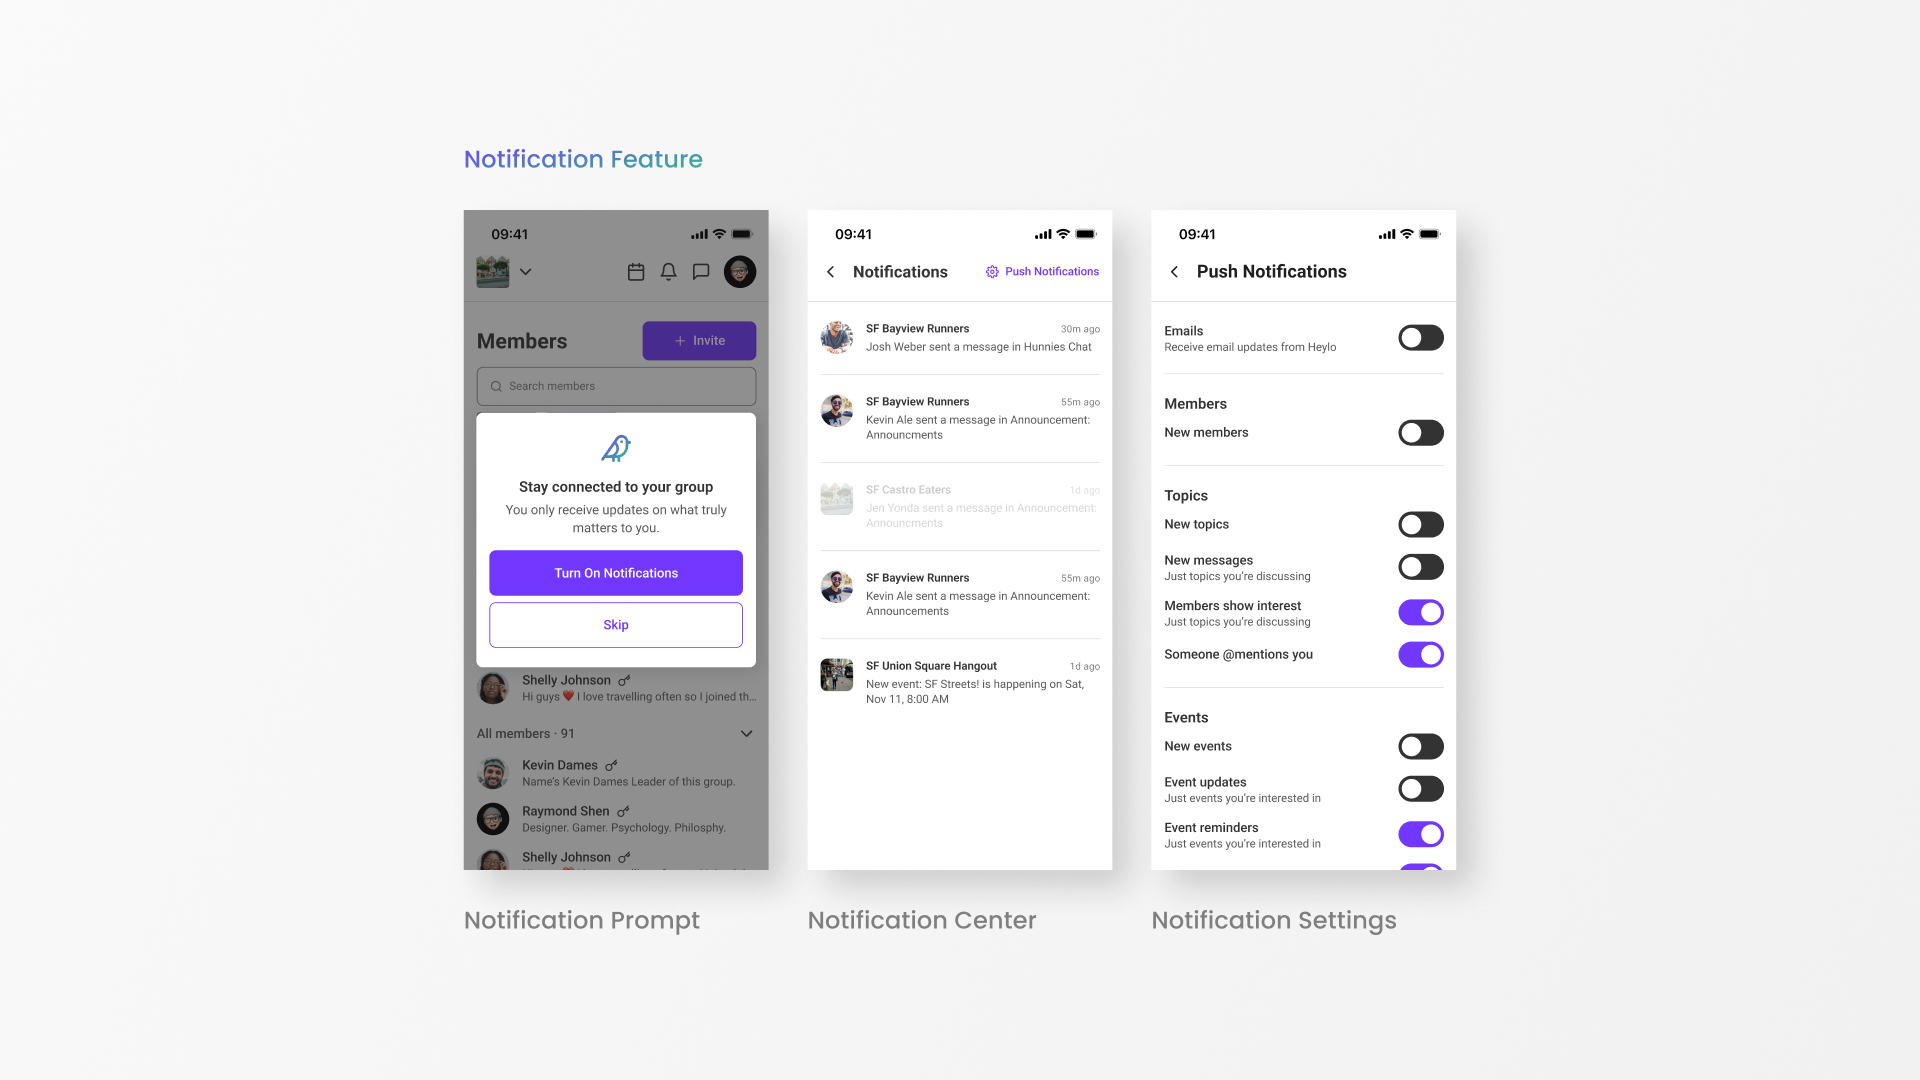 Notification Feature
09:41
Members
+ Invite
Search members
Stay connected to your group
You only receive updates on what truly
matters to you.
Turn On Notifications
Skip
Shelly Johnson
Hi guys ❤️ I love travelling often so I joined th...
All members · 91
Kevin Dames
Name's Kevin Dames Leader of this group.
Raymond Shen
Designer. Gamer. Psychology. Philosphy.
Shelly Johnson
Notification Prompt
09:41
Notifications
Push Notifications
SF Bayview Runners
30m ago
Josh Weber sent a message in Hunnies Chat
SF Bayview Runners
55m ago
Kevin Ale sent a message in Announcement:
Announcments
SF Castro Eaters
1d ago
Jen Yonda sent a message in Announcement:
Announcments
SF Bayview Runners
55m ago
Kevin Ale sent a message in Announcement:
Announcements
SF Union Square Hangout
1d ago
New event: SF Streets! is happening on Sat,
Nov 11, 8:00 AM
Notification Center
09:41
Push Notifications
Emails
Receive email updates from Heylo
Members
New members
Topics
New topics
New messages
Just topics you're discussing
Members show interest
Just topics you're discussing
Someone @mentions you
Events
New events
Event updates
Just events you're interested in
Event reminders
Just events you're interested in
Notification Settings